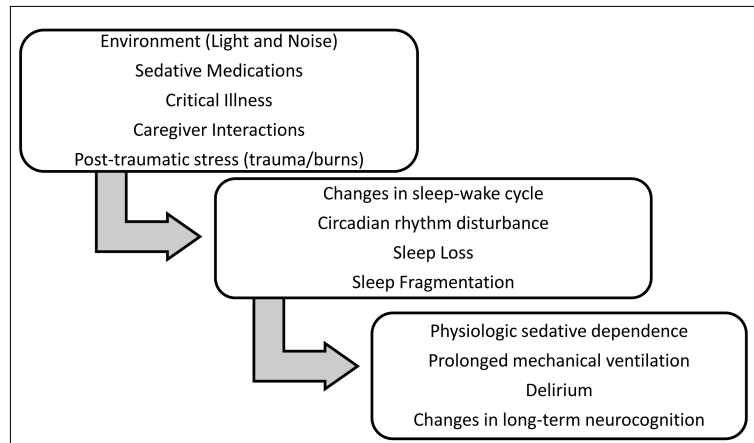 Environment (Light and Noise)
Sedative Medications
Critical Illness
Caregiver Interactions
Post-traumatic stress (trauma/burns)
Changes in sleep-wake cycle
Circadian rhythm disturbance
Sleep Loss
Sleep Fragmentation
Physiologic sedative dependence
Prolonged mechanical ventilation
Delirium
Changes in long-term neurocognition